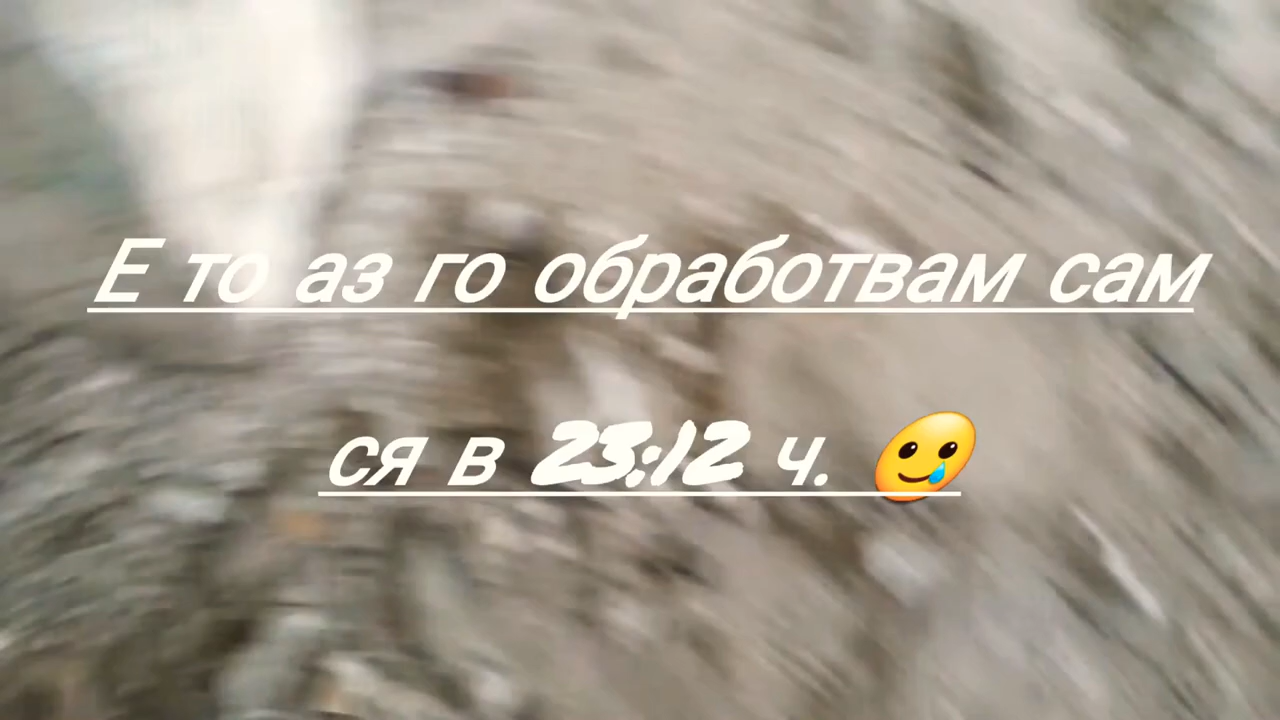 Е то аз го обработвам сам
ся в 23:12 ч. 🥲